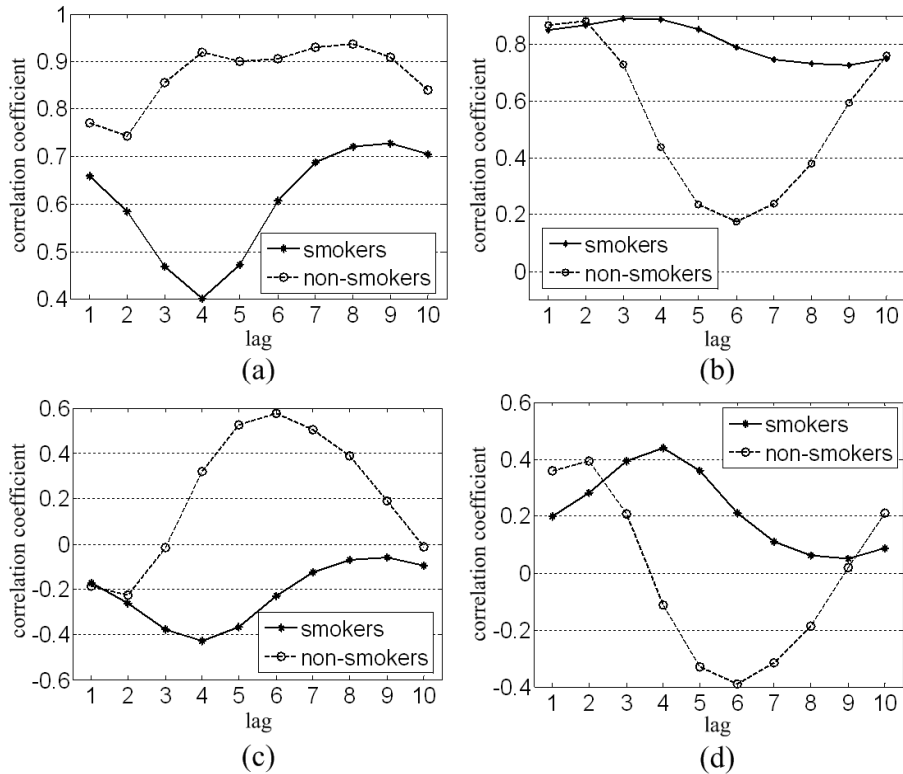 correlation coefficient
1
0.9
0.8
0.7
0.6
0.5
0.4
smokers
non-smokers
1 2 3 4 5 6 7 8 9 10
lag
(a)
correlation coefficient
0.8
0.6
0.4
0.2
0
smokers
non-smokers
1 2 3 4 5 6 7 8 9 10
lag
(b)
correlation coefficient
0.6
0.4
0.2
0
-0.2
-0.4
-0.6
smokers
non-smokers
1 2 3 4 5 6 7 8 9 10
lag
(c)
correlation coefficient
0.6
0.4
0.2
0
-0.2
-0.4
smokers
non-smokers
1 2 3 4 5 6 7 8 9 10
lag
(d)